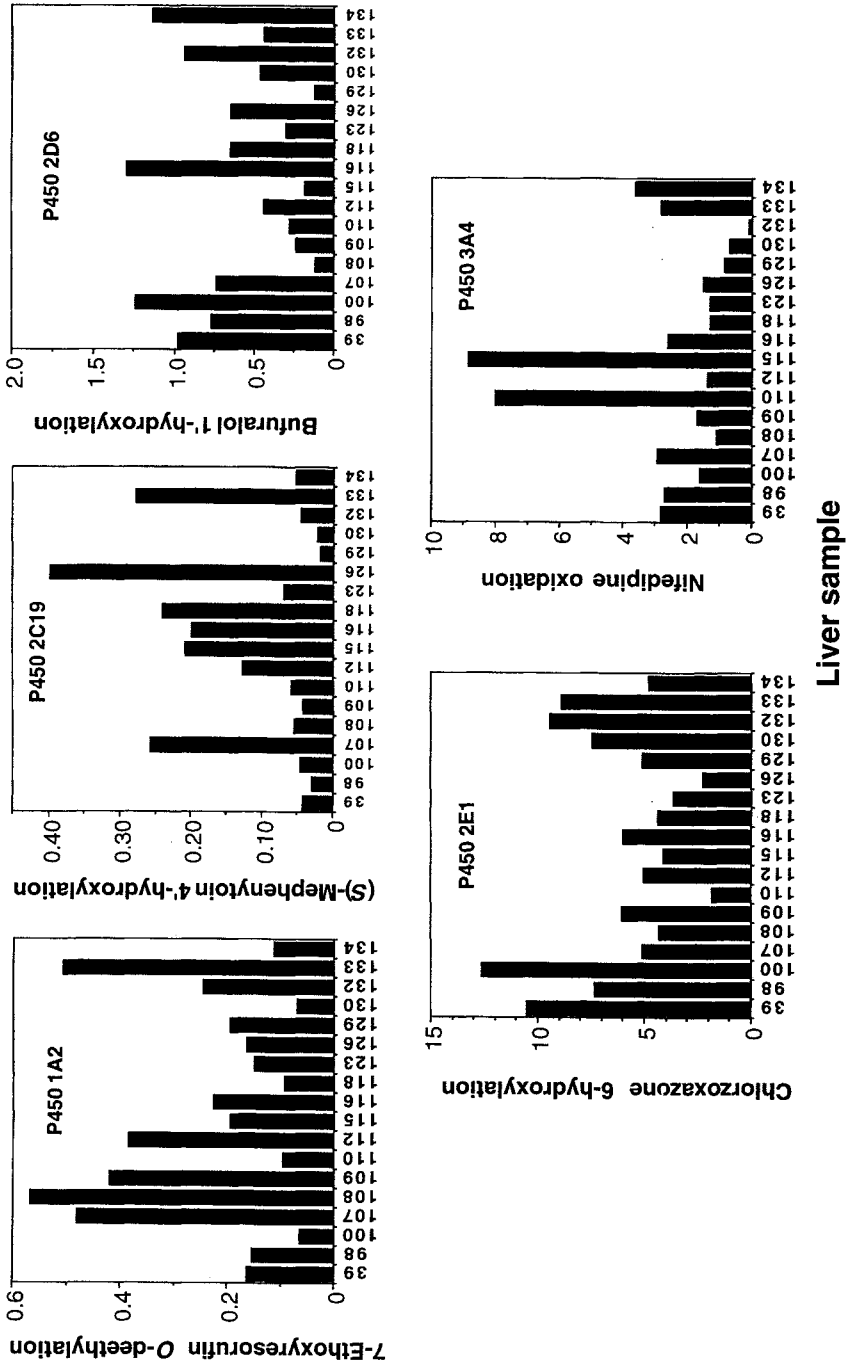 P450 1A2
7-Ethoxyresorufin O-deethylation
0.6
0.4
0.2
0
39 98 100 107 108 109 110 112 115 116 118 123 126 129 130 132 133 134
P450 2C19
(S)-Mephenytoin 4'-hydroxylation
0.40
0.30
0.20
0.10
0
39 98 100 107 108 109 110 112 115 116 118 123 126 129 130 132 133 134
P450 2D6
Bufuralol 1'-hydroxylation
2.0
1.5
1.0
0.5
0
39 98 100 107 108 109 110 112 115 116 118 123 126 129 130 132 133 134
P450 2E1
Chlorzoxazone 6-hydroxylation
15
10
5
0
39 98 100 107 108 109 110 112 115 116 118 123 126 129 130 132 133 134
P450 3A4
Nifedipine oxidation
10
8
6
4
2
0
39 98 100 107 108 109 110 112 115 116 118 123 126 129 130 132 133 134
Liver sample